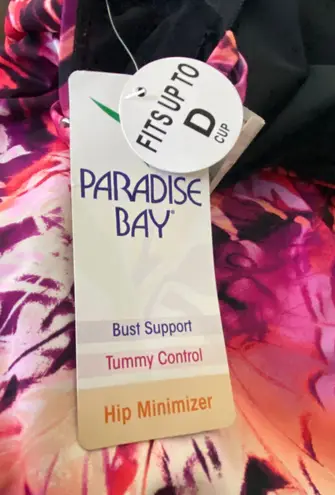 FITS UP TO
D
CUP
PARADISE
BAY®
Bust Support
Tummy Control
Hip Minimizer